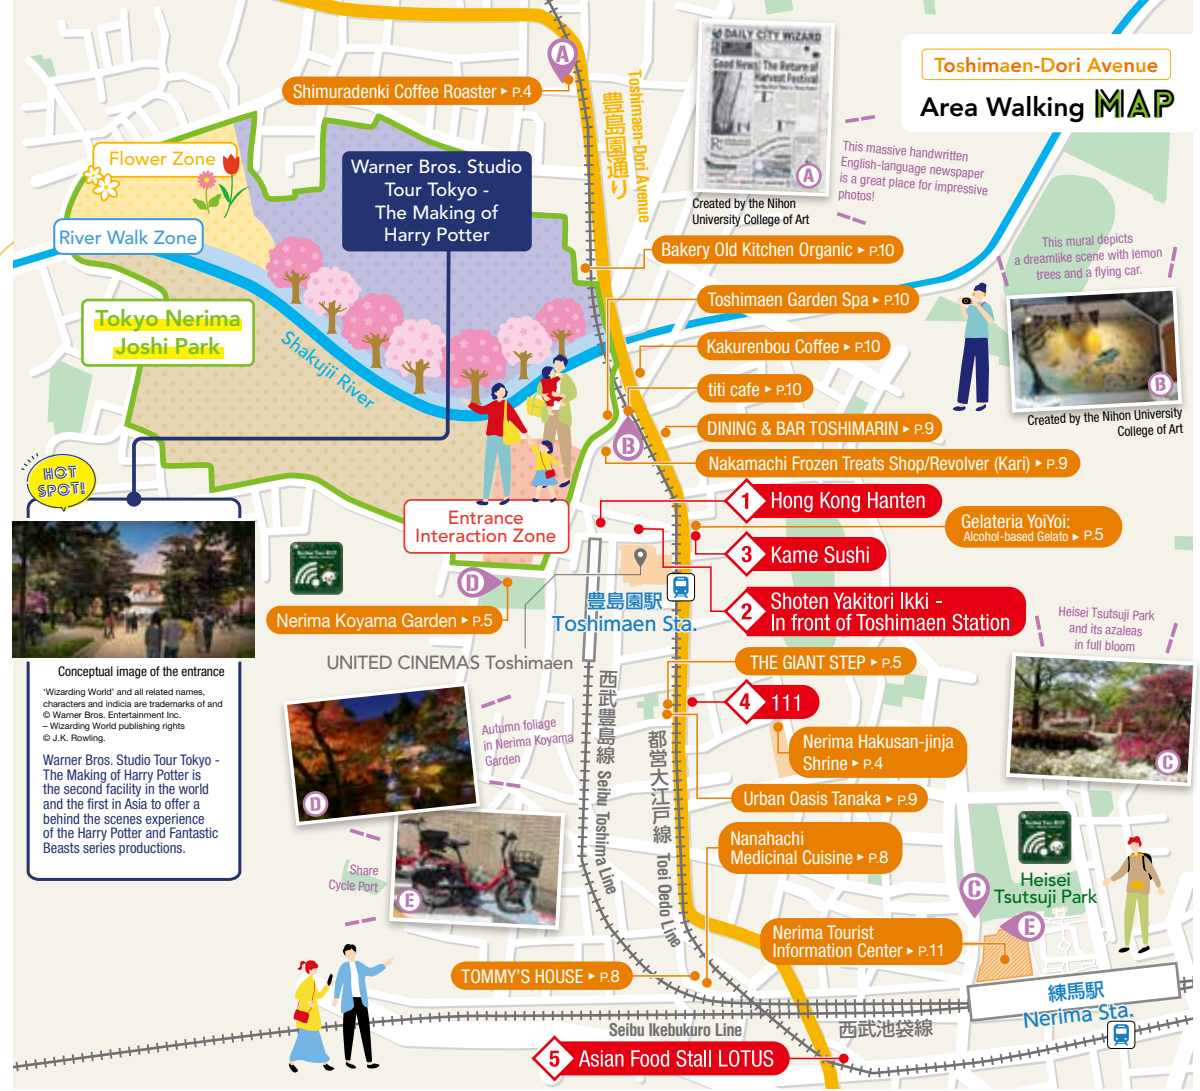 Toshimaen-Dori Avenue
Area Walking MAP
DAILY CITY WIZARD
Good News
The Return of
Harvest Festival
A
Created by the Nihon
University College of Art
This massive handwritten
English-language newspaper
is a great place for impressive
photos!
A
Shimuradenki Coffee Roaster ▸ P.4
Toshimaen-Dori Avenue
豊島園通り
Flower Zone
River Walk Zone
Warner Bros. Studio
Tour Tokyo -
The Making of
Harry Potter
Tokyo Nerima
Joshi Park
Shakujii River
Bakery Old Kitchen Organic ▸ P.10
Toshimaen Garden Spa ▸ P.10
Kakurenbou Coffee ▸ P.10
titi cafe ▸ P.10
B
DINING & BAR TOSHIMARIN ▸ P.9
Nakamachi Frozen Treats Shop/Revolver (Kari) ▸ P.9
This mural depicts
a dreamlike scene with lemon
trees and a flying car.
B
Created by the Nihon University
College of Art
1 Hong Kong Hanten
Gelateria YoiYoi:
Alcohol-based Gelato ▸ P.5
3 Kame Sushi
2 Shoten Yakitori Ikki -
In front of Toshimaen Station
Entrance
Interaction Zone
HOT
SPOT!
Conceptual image of the entrance
‘Wizarding World’ and all related names,
characters and indicia are trademarks of and
© Warner Bros. Entertainment Inc.
– Wizarding World publishing rights
© J.K. Rowling.
Warner Bros. Studio Tour Tokyo -
The Making of Harry Potter is
the second facility in the world
and the first in Asia to offer a
behind the scenes experience
of the Harry Potter and Fantastic
Beasts series productions.
D
Nerima Koyama Garden ▸ P.5
豊島園駅
Toshimaen Sta.
UNITED CINEMAS Toshimaen
THE GIANT STEP ▸ P.5
4 111
Nerima Hakusan-jinja
Shrine ▸ P.4
Urban Oasis Tanaka ▸ P.9
Heisei Tsutsuji Park
and its azaleas
in full bloom
C
Autumn foliage
in Nerima Koyama
Garden
D
Share
Cycle Port
E
西武豊島線 Seibu Toshima Line
都営大江戸線 Toei Oedo Line
Nanahachi
Medicinal Cuisine ▸ P.8
Heisei
Tsutsuji Park
C
E
Nerima Tourist
Information Center ▸ P.11
TOMMY'S HOUSE ▸ P.8
練馬駅
Nerima Sta.
Seibu Ikebukuro Line
西武池袋線
5 Asian Food Stall LOTUS